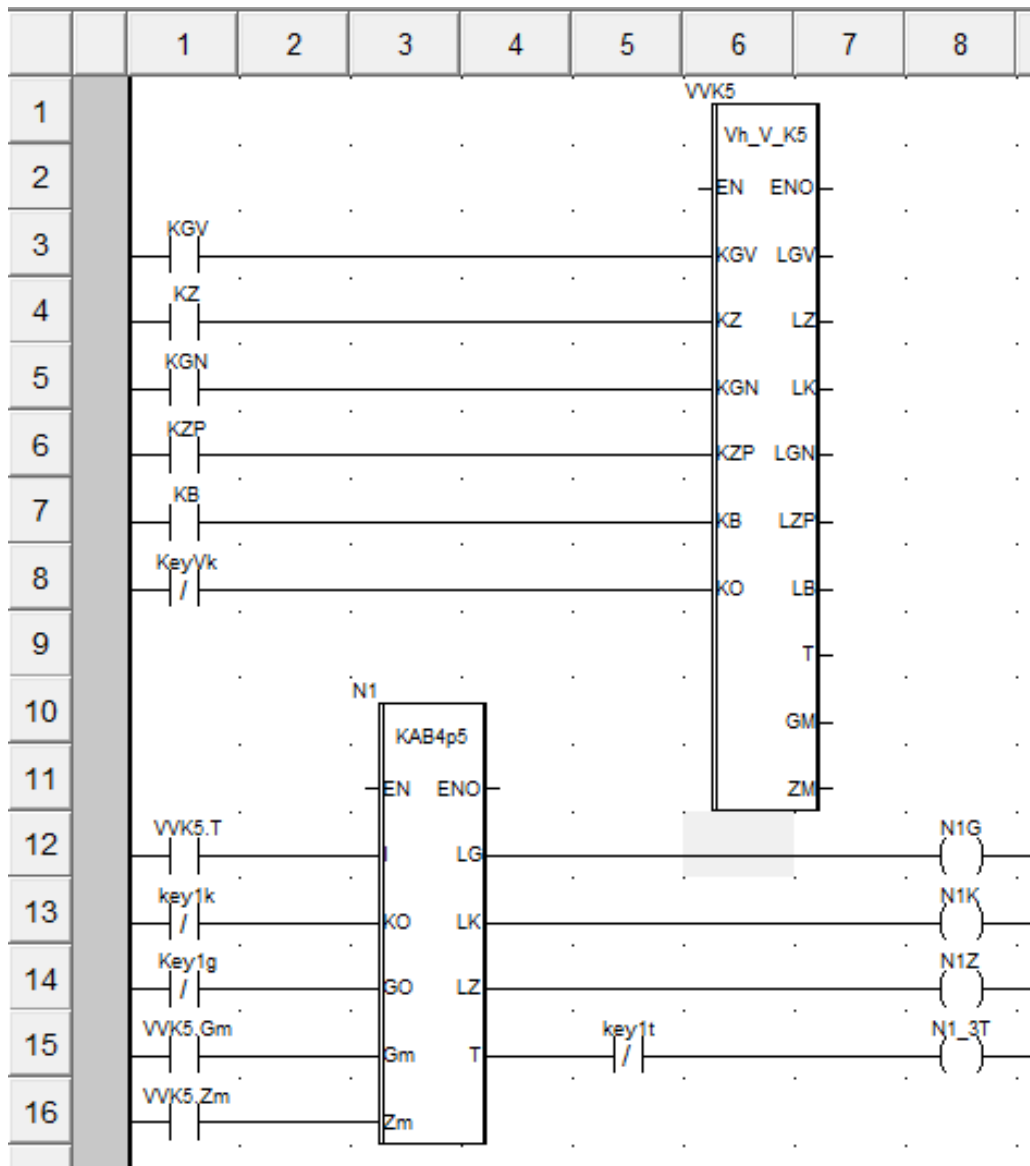 1 2 3 4 5 6 7 8
1 VVK5
Vh_V_K5
2 EN ENO
3 KGV KGV LGV
4 KZ KZ LZ
5 KGN KGN LK
6 KZP KZP LGN
7 KB KB LZP
8 KeyVk / KO LB
9 T
10 N1 GM
KAB4p5
11 EN ENO ZM
12 VVK5.T I LG N1G
13 key1k / KO LK N1K
14 Key1g / GO LZ N1Z
15 VVK5.Gm Gm T key1t / N1_3T
16 VVK5.Zm Zm